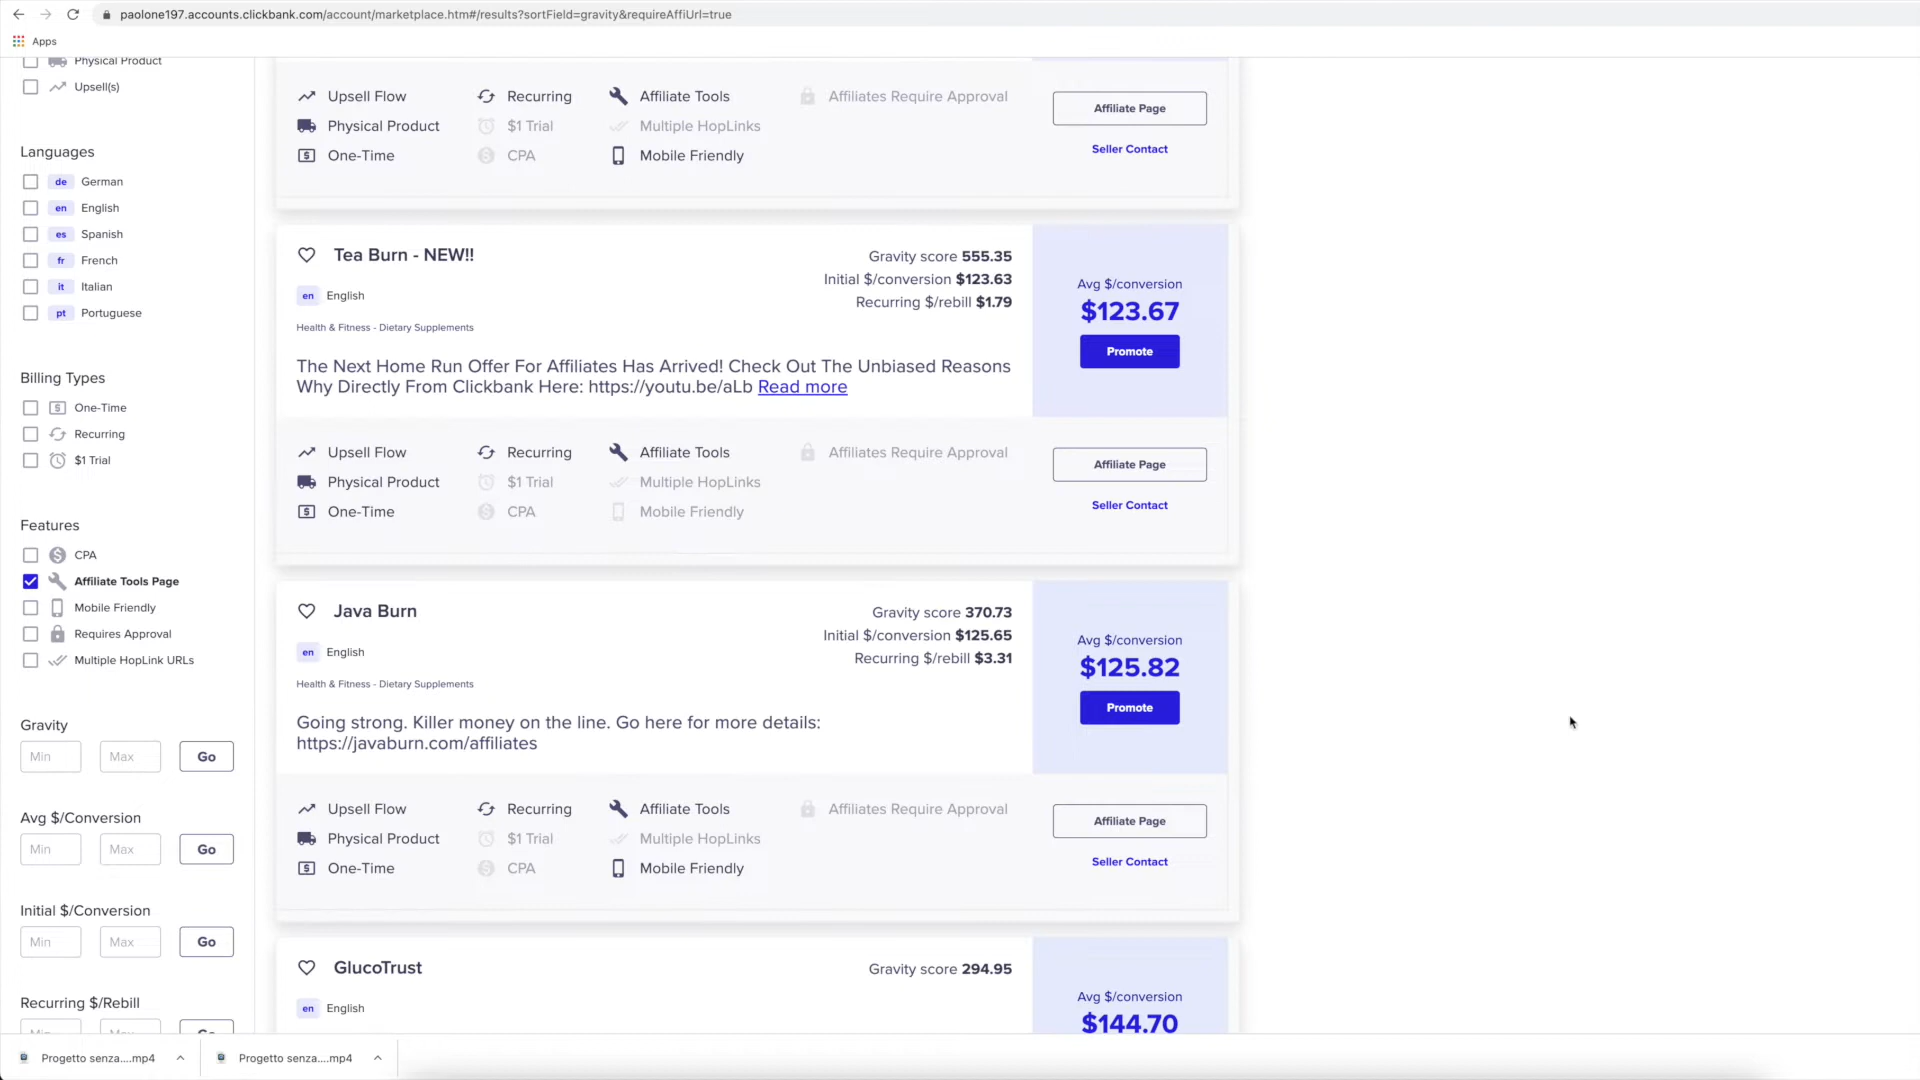 paolone197.accounts.clickbank.com/account/marketplace.htm#/results?sortField=gravity&requireAffiUrl=true
Apps
Physical Product
Upsell(s)
Languages
de German
en English
es Spanish
fr French
it Italian
pt Portuguese
Billing Types
One-Time
Recurring
$1 Trial
Features
CPA
Affiliate Tools Page
Mobile Friendly
Requires Approval
Multiple HopLink URLs
Gravity
Min Max Go
Avg $/Conversion
Min Max Go
Initial $/Conversion
Min Max Go
Recurring $/Rebill
Min Max Go
Upsell Flow Recurring Affiliate Tools Affiliates Require Approval
Physical Product $1 Trial Multiple HopLinks
One-Time CPA Mobile Friendly
Affiliate Page
Seller Contact
Tea Burn - NEW!!
en English
Health & Fitness - Dietary Supplements
Gravity score 555.35
Initial $/conversion $123.63
Recurring $/rebill $1.79
The Next Home Run Offer For Affiliates Has Arrived! Check Out The Unbiased Reasons
Why Directly From Clickbank Here: https://youtu.be/aLb Read more
Avg $/conversion
$123.67
Promote
Upsell Flow Recurring Affiliate Tools Affiliates Require Approval
Physical Product $1 Trial Multiple HopLinks
One-Time CPA Mobile Friendly
Affiliate Page
Seller Contact
Java Burn
en English
Health & Fitness - Dietary Supplements
Gravity score 370.73
Initial $/conversion $125.65
Recurring $/rebill $3.31
Going strong. Killer money on the line. Go here for more details:
https://javaburn.com/affiliates
Avg $/conversion
$125.82
Promote
Upsell Flow Recurring Affiliate Tools Affiliates Require Approval
Physical Product $1 Trial Multiple HopLinks
One-Time CPA Mobile Friendly
Affiliate Page
Seller Contact
GlucoTrust
en English
Gravity score 294.95
Avg $/conversion
$144.70
Progetto senza....mp4
Progetto senza....mp4